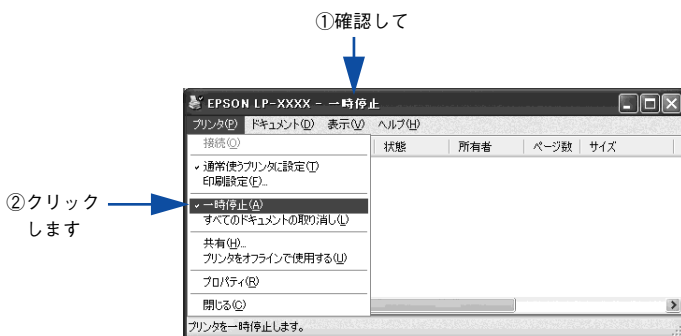 ①確認して
EPSON LP-XXXX - 一時停止
プリンタ(P) ドキュメント(D) 表示(V) ヘルプ(H)
接続(O)
状態 所有者 ページ数 サイズ
✓ 通常使うプリンタに設定(T)
印刷設定(F)...
②クリック
します
✓ 一時停止(A)
すべてのドキュメントの取り消し(L)
共有(H)...
プリンタをオフラインで使用する(U)
プロパティ(R)
閉じる(C)
プリンタを一時停止します。